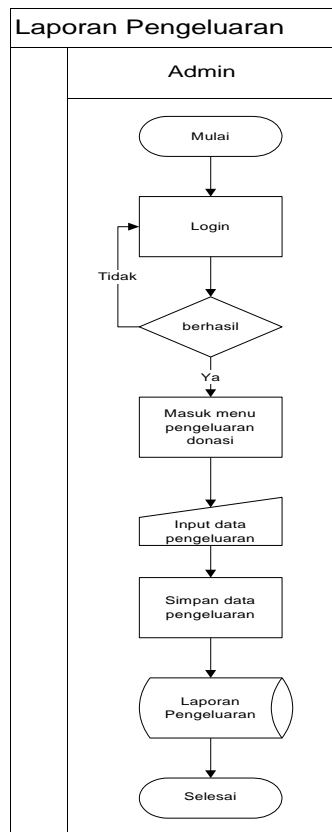 Laporan Pengeluaran
Admin
Mulai
Login
Tidak
berhasil
Ya
Masuk menu
pengeluaran
donasi
Input data
pengeluaran
Simpan data
pengeluaran
Laporan
Pengeluaran
Selesai